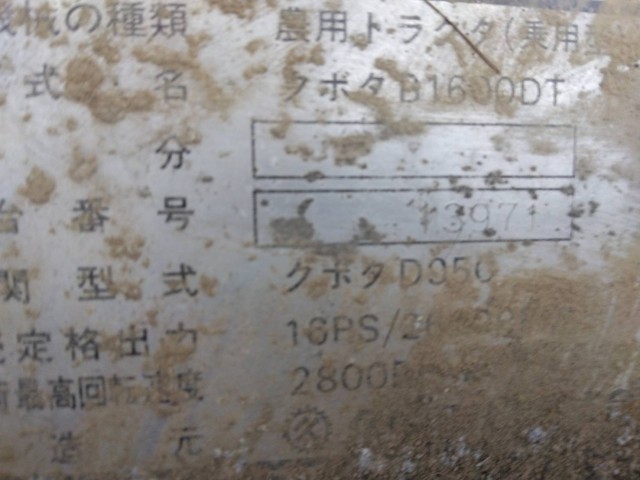 機械の種類 農用トラクタ(乗用型
式名 クボタB1600DT
分
台番号 13971
関型式 クボタD950
定格出力 16PS/2
最高回転速度 2800
造元